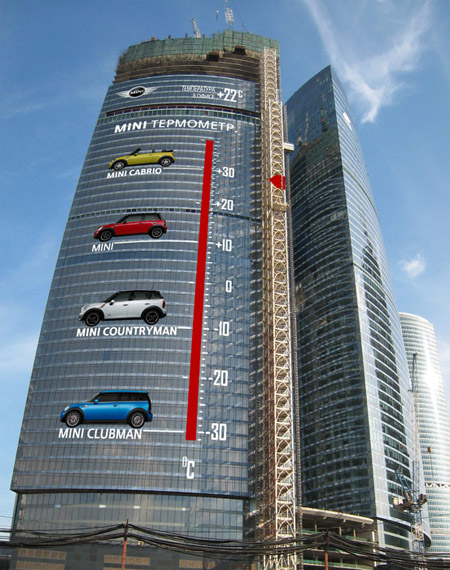 MINI
ТЕМПЕРАТУРА
В ОФИСЕ
+22°C
MINI ТЕРМОМЕТР
+30
MINI CABRIO
+20
MINI
+10
0
-10
MINI COUNTRYMAN
-20
MINI CLUBMAN
-30
°C